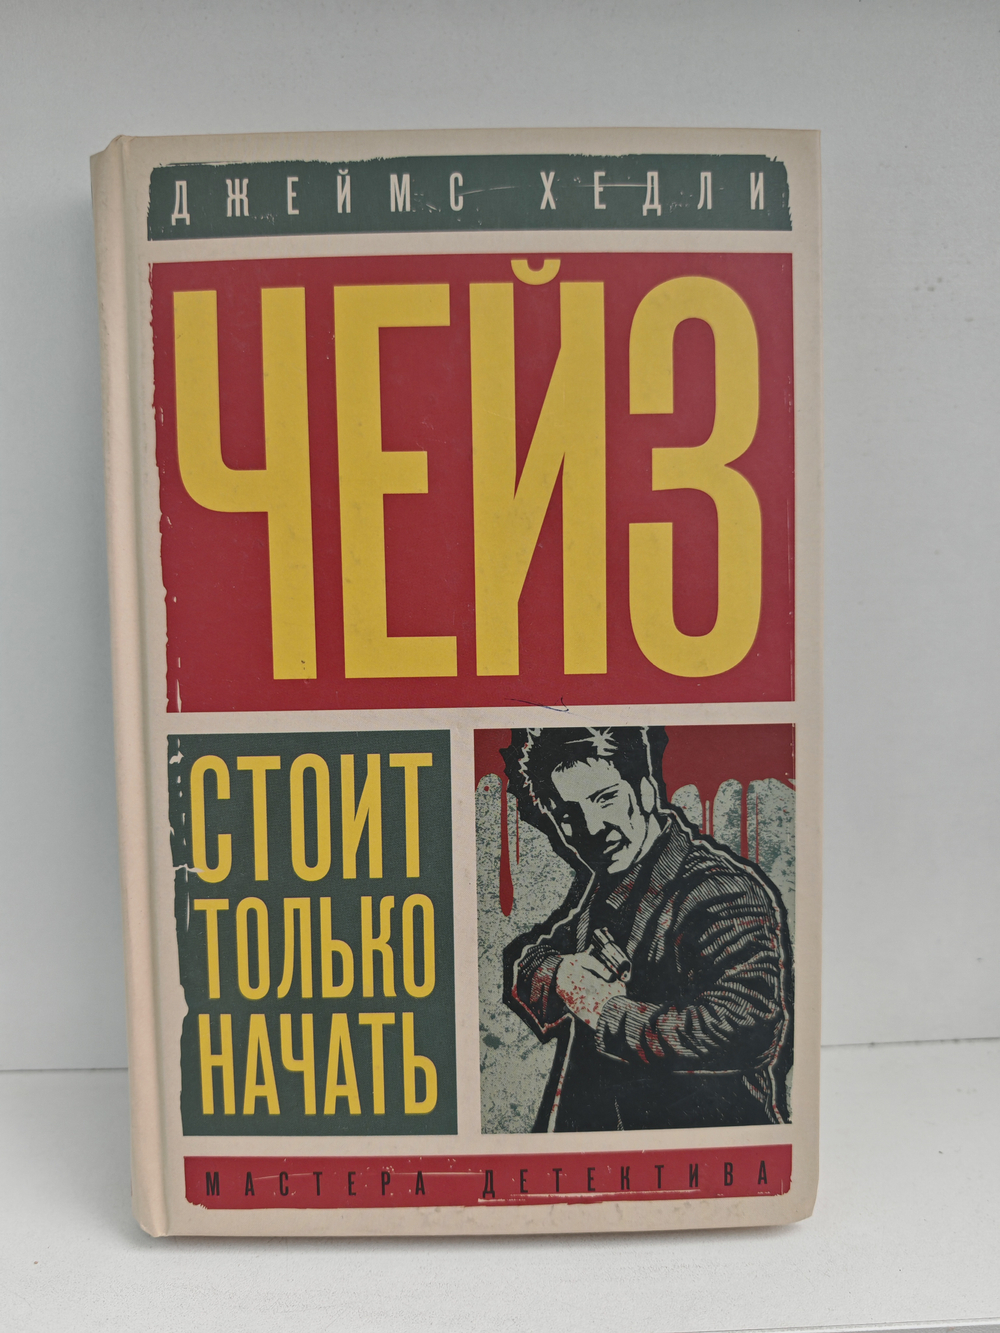 ДЖЕЙМС ХЕДЛИ
ЧЕЙЗ
СТОИТ
ТОЛЬКО
НАЧАТЬ
МАСТЕРА ДЕТЕКТИВА